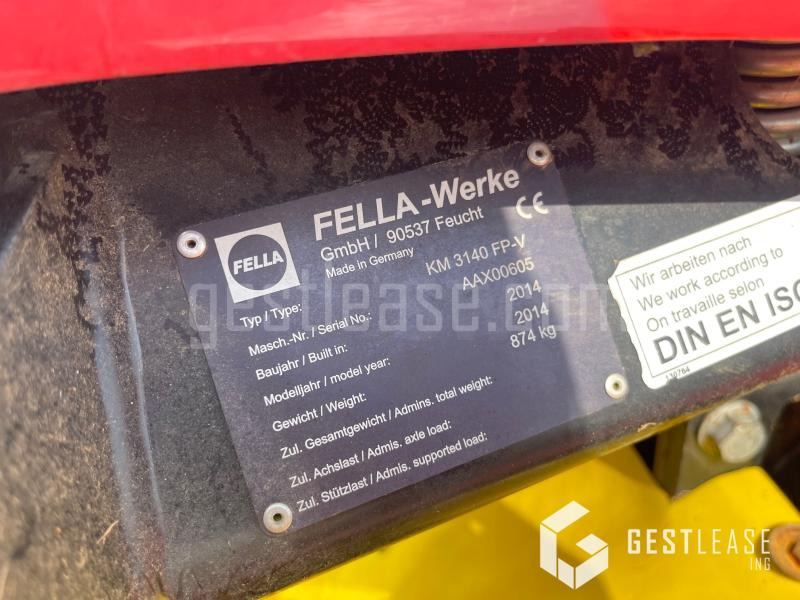 FELLA
FELLA-Werke
GmbH / 90537 Feucht
Made in Germany
CE
Typ / Type: KM 3140 FP-V
Masch.-Nr. / Serial No.: AAX00605
Baujahr / Built in: 2014
Modelljahr / model year: 2014
Gewicht / Weight: 874 kg
Zul. Gesamtgewicht / Admins. total weight:
Zul. Achslast / Admis. axle load:
Zul. Stützlast / Admis. supported load:
Wir arbeiten nach
We work according to
On travaille selon
DIN EN ISO
139764
gestlease.com
GESTLEASE
ING